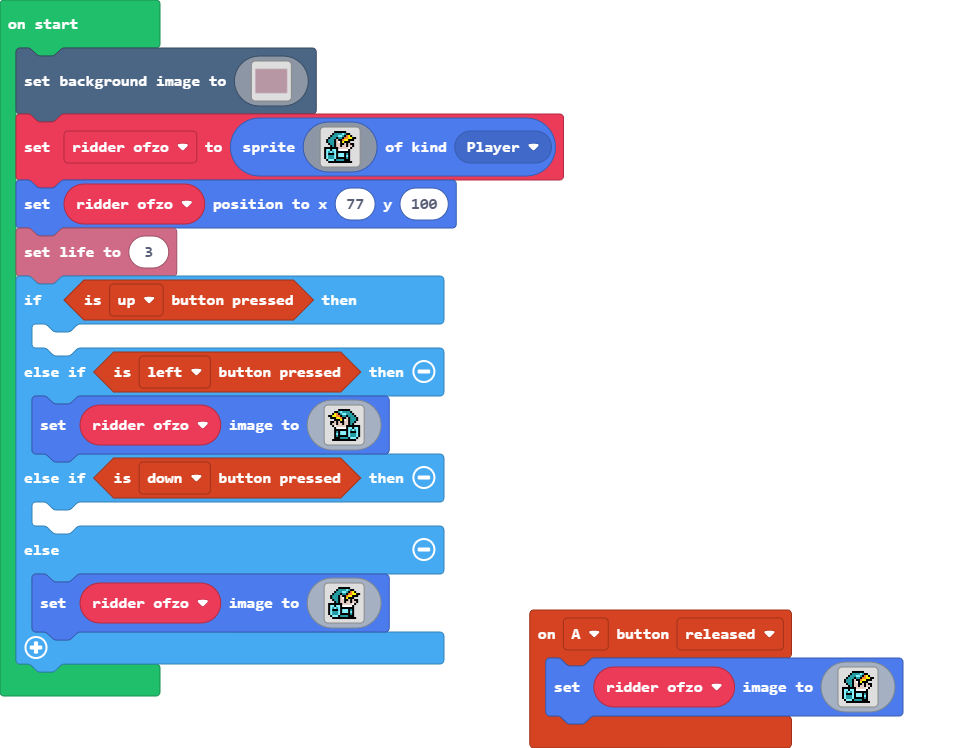 on start
set background image to
set ridder ofzo to sprite of kind Player
set ridder ofzo position to x 77 y 100
set life to 3
if is up button pressed then
else if is left button pressed then
set ridder ofzo image to
else if is down button pressed then
else
set ridder ofzo image to
on A button released
set ridder ofzo image to